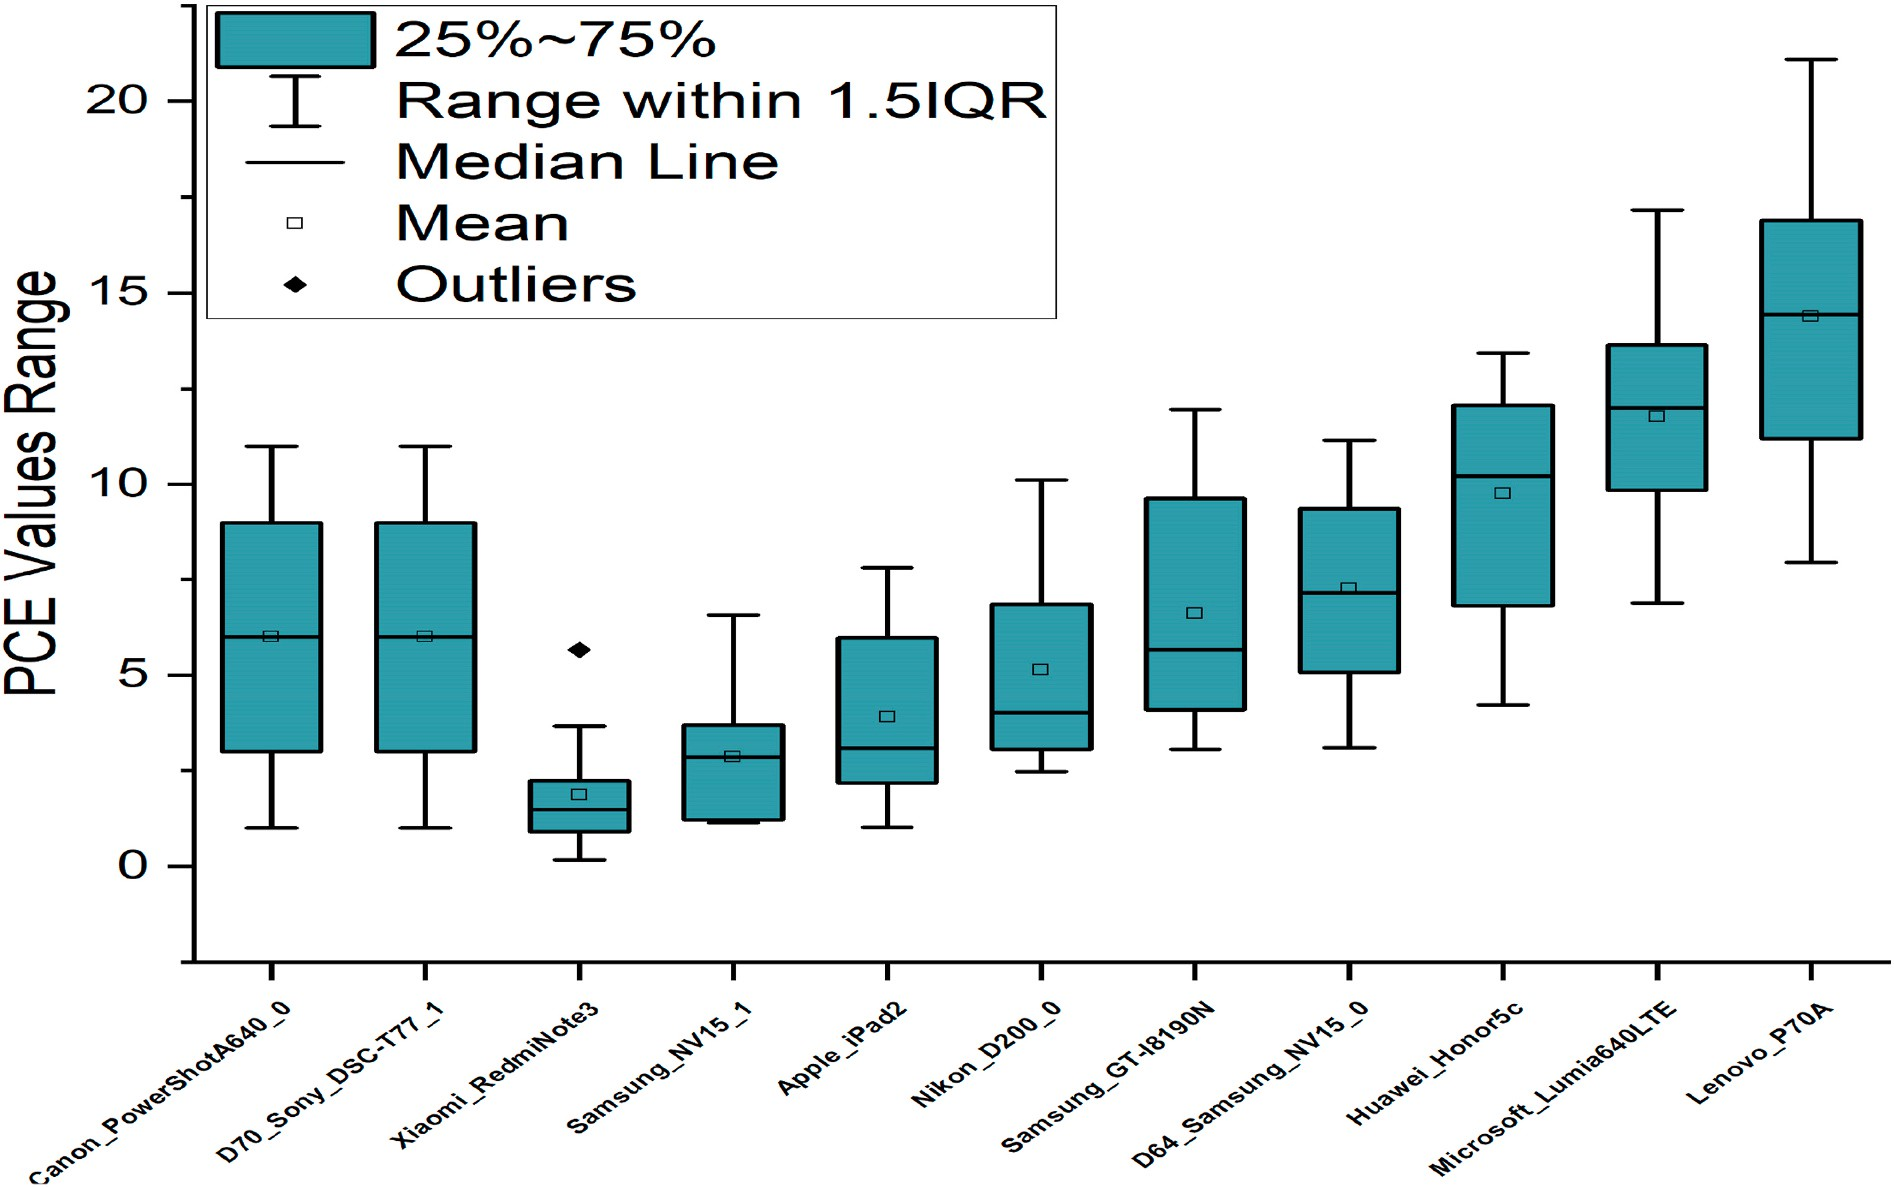 25%~75%
Range within 1.5IQR
Median Line
Mean
Outliers
PCE Values Range
20
15
10
5
0
Canon_PowerShotA640_0
D70_Sony_DSC-T77_1
Xiaomi_RedmiNote3
Samsung_NV15_1
Apple_iPad2
Nikon_D200_0
Samsung_GT-I8190N
D64_Samsung_NV15_0
Huawei_Honor5c
Microsoft_Lumia640LTE
Lenovo_P70A